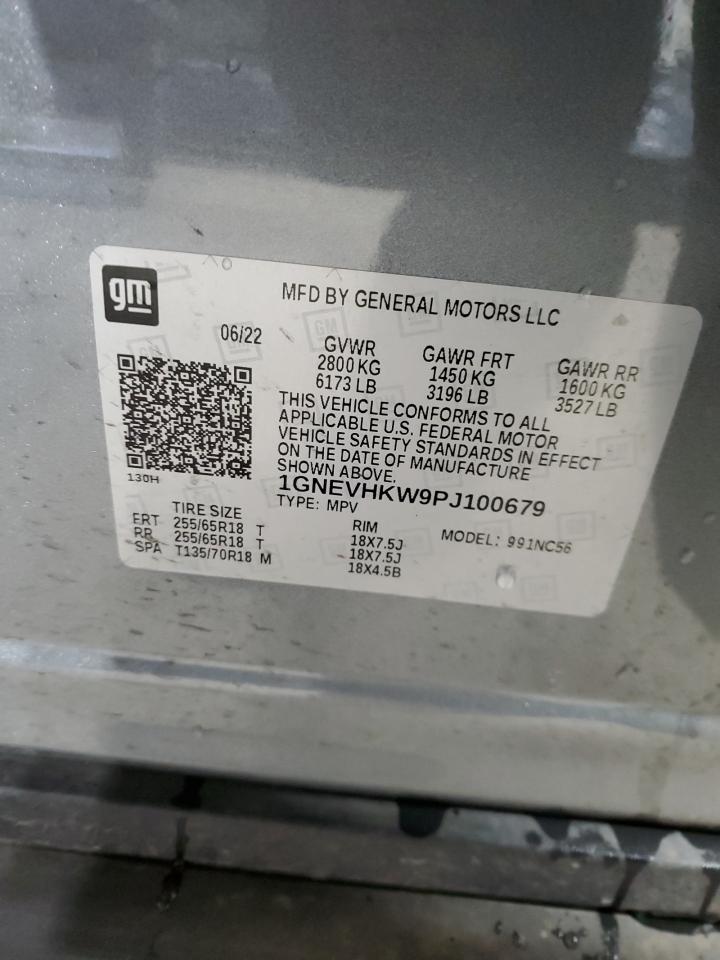 gm
MFD BY GENERAL MOTORS LLC
06/22
GVWR GAWR FRT GAWR RR
2800 KG 1450 KG 1600 KG
6173 LB 3196 LB 3527 LB
THIS VEHICLE CONFORMS TO ALL
APPLICABLE U.S. FEDERAL MOTOR
VEHICLE SAFETY STANDARDS IN EFFECT
ON THE DATE OF MANUFACTURE
SHOWN ABOVE.
130H
1GNEVHKW9PJ100679
TYPE: MPV
MODEL: 991NC56
TIRE SIZE RIM
FRT 255/65R18 T 18X7.5J
RR 255/65R18 T 18X7.5J
SPA T135/70R18 M 18X4.5B